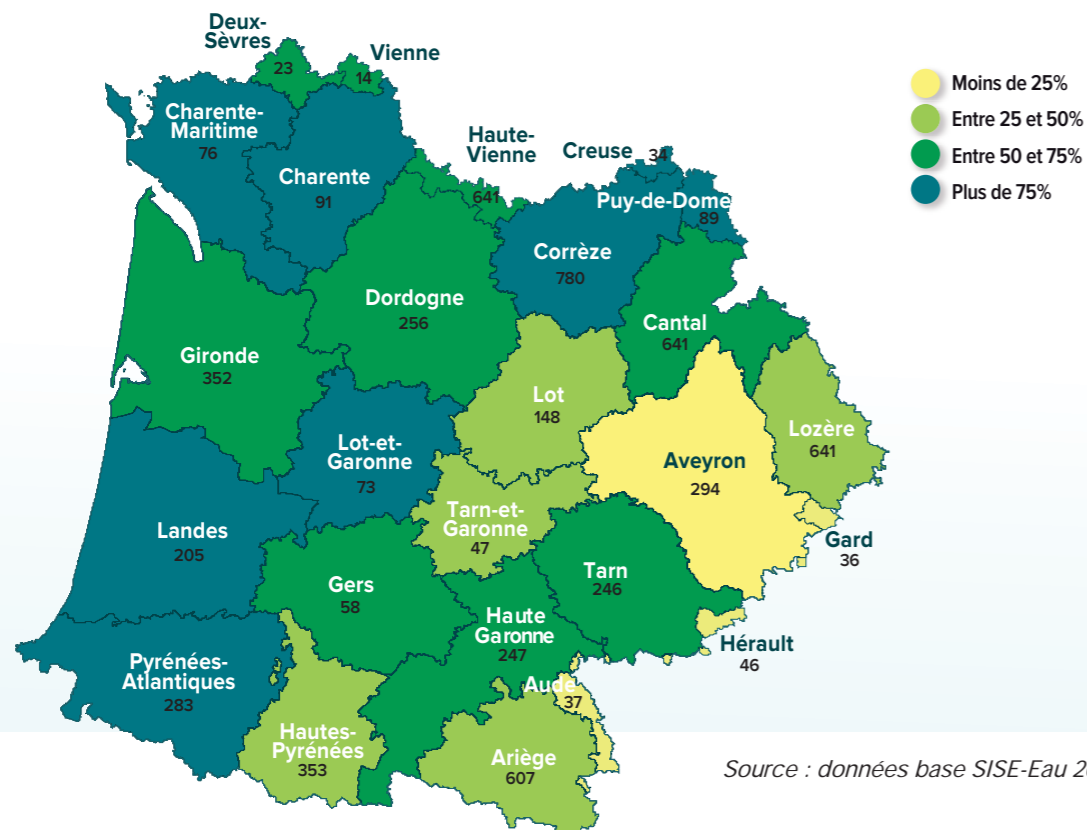 Deux-
Sèvres
23
Vienne
14
Charente-
Maritime
76
Charente
91
Haute-
Vienne
641
Creuse
34
Puy-de-Dome
89
Corrèze
780
Moins de 25%
Entre 25 et 50%
Entre 50 et 75%
Plus de 75%
Gironde
352
Dordogne
256
Cantal
641
Lot
148
Lozère
641
Lot-et-
Garonne
73
Aveyron
294
Landes
205
Tarn-et-
Garonne
47
Gard
36
Gers
58
Tarn
246
Haute
Garonne
247
Hérault
46
Pyrénées-
Atlantiques
283
Aude
37
Hautes-
Pyrénées
353
Ariège
607
Source : données base SISE-Eau